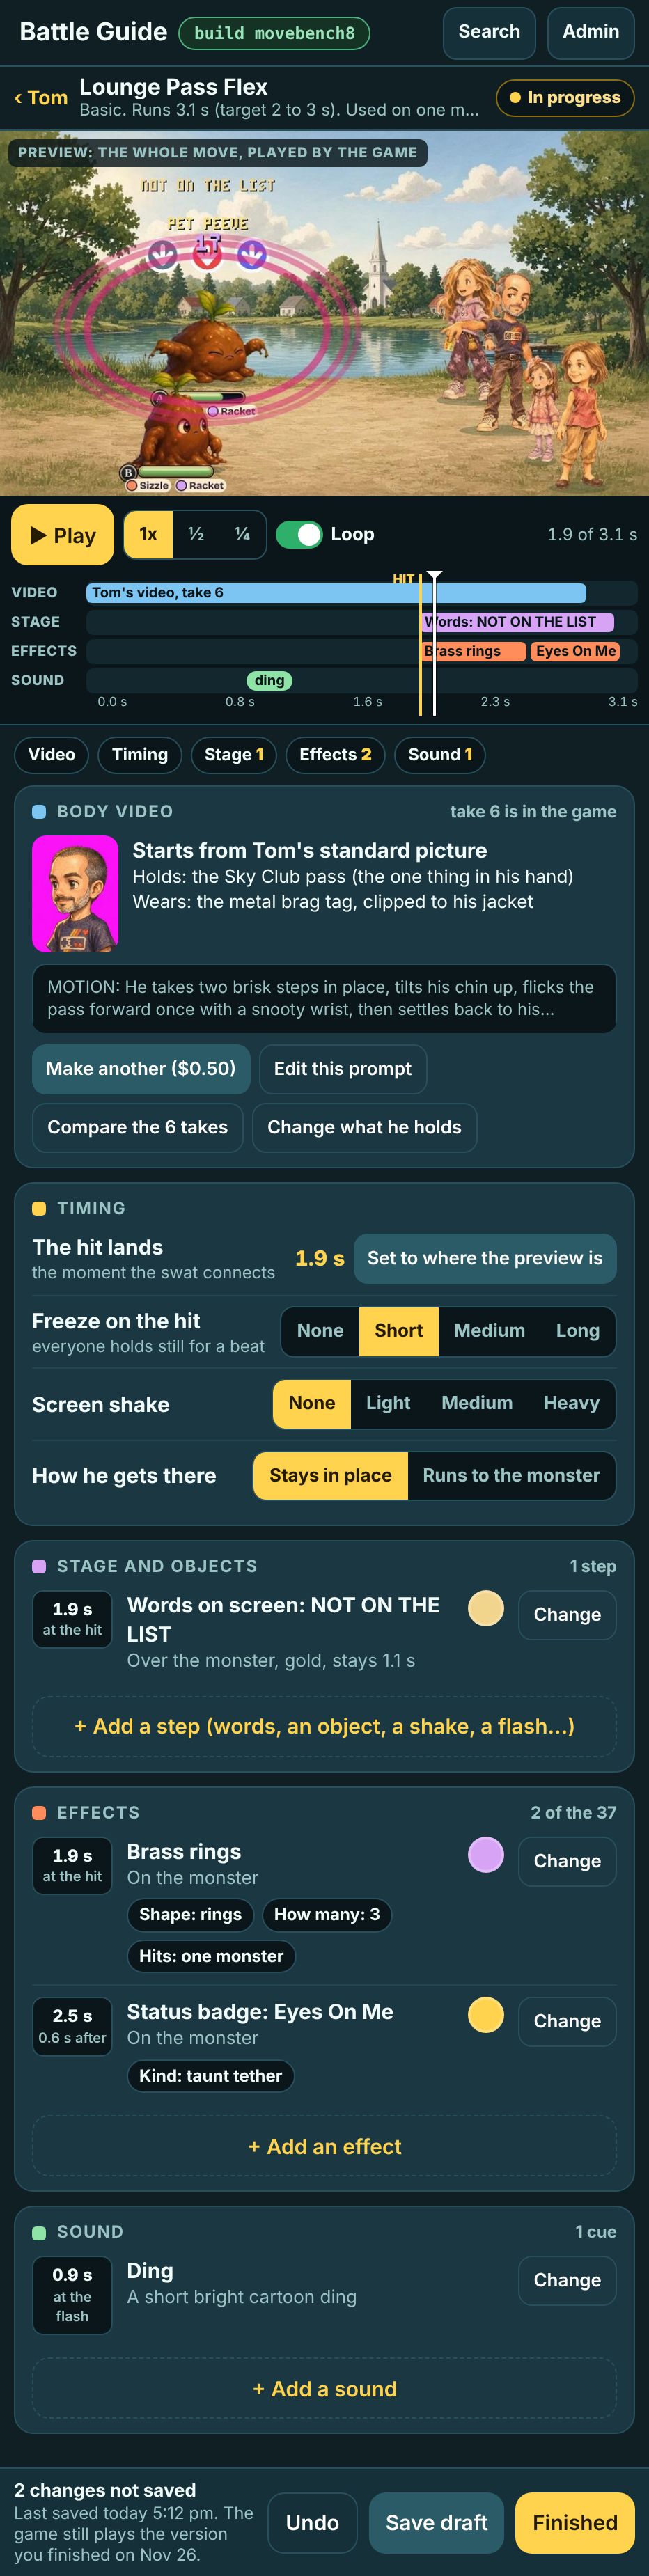 Battle Guide
build movebench8
Search
Admin
‹ Tom
Lounge Pass Flex
Basic. Runs 3.1 s (target 2 to 3 s). Used on one m...
In progress
PREVIEW: THE WHOLE MOVE, PLAYED BY THE GAME
NOT ON THE LIST
PET PEEVE
17
Racket
B
Sizzle
Racket
Play
1x
½
¼
Loop
1.9 of 3.1 s
HIT
VIDEO
Tom's video, take 6
STAGE
Words: NOT ON THE LIST
EFFECTS
Brass rings
Eyes On Me
SOUND
ding
0.0 s
0.8 s
1.6 s
2.3 s
3.1 s
Video
Timing
Stage 1
Effects 2
Sound 1
BODY VIDEO
take 6 is in the game
Starts from Tom's standard picture
Holds: the Sky Club pass (the one thing in his hand)
Wears: the metal brag tag, clipped to his jacket
MOTION: He takes two brisk steps in place, tilts his chin up, flicks the
pass forward once with a snooty wrist, then settles back to his...
Make another ($0.50)
Edit this prompt
Compare the 6 takes
Change what he holds
TIMING
The hit lands
the moment the swat connects
1.9 s
Set to where the preview is
Freeze on the hit
everyone holds still for a beat
None
Short
Medium
Long
Screen shake
None
Light
Medium
Heavy
How he gets there
Stays in place
Runs to the monster
STAGE AND OBJECTS
1 step
1.9 s
at the hit
Words on screen: NOT ON THE
LIST
Over the monster, gold, stays 1.1 s
Change
+ Add a step (words, an object, a shake, a flash...)
EFFECTS
2 of the 37
1.9 s
at the hit
Brass rings
On the monster
Change
Shape: rings
How many: 3
Hits: one monster
2.5 s
0.6 s after
Status badge: Eyes On Me
On the monster
Change
Kind: taunt tether
+ Add an effect
SOUND
1 cue
0.9 s
at the
flash
Ding
A short bright cartoon ding
Change
+ Add a sound
2 changes not saved
Last saved today 5:12 pm. The
game still plays the version
you finished on Nov 26.
Undo
Save draft
Finished